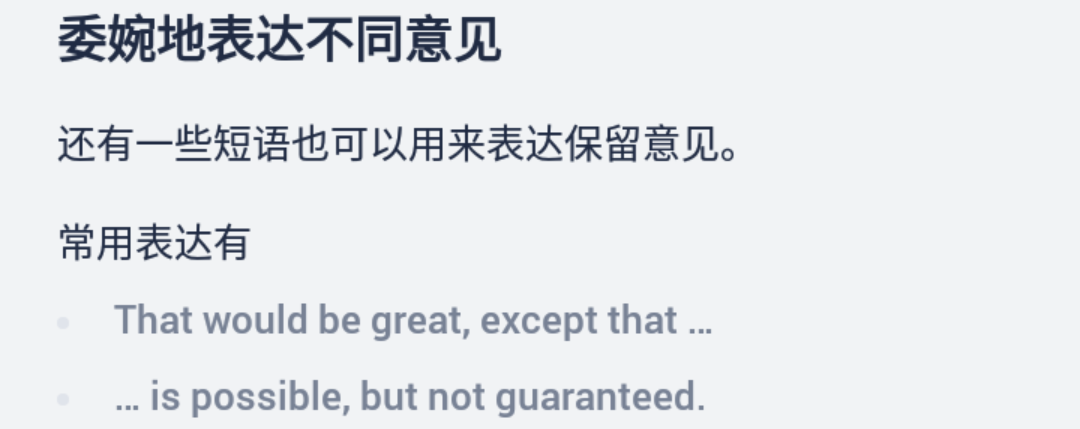 委婉地表达不同意见
还有一些短语也可以用来表达保留意见。
常用表达有
That would be great, except that ...
... is possible, but not guaranteed.